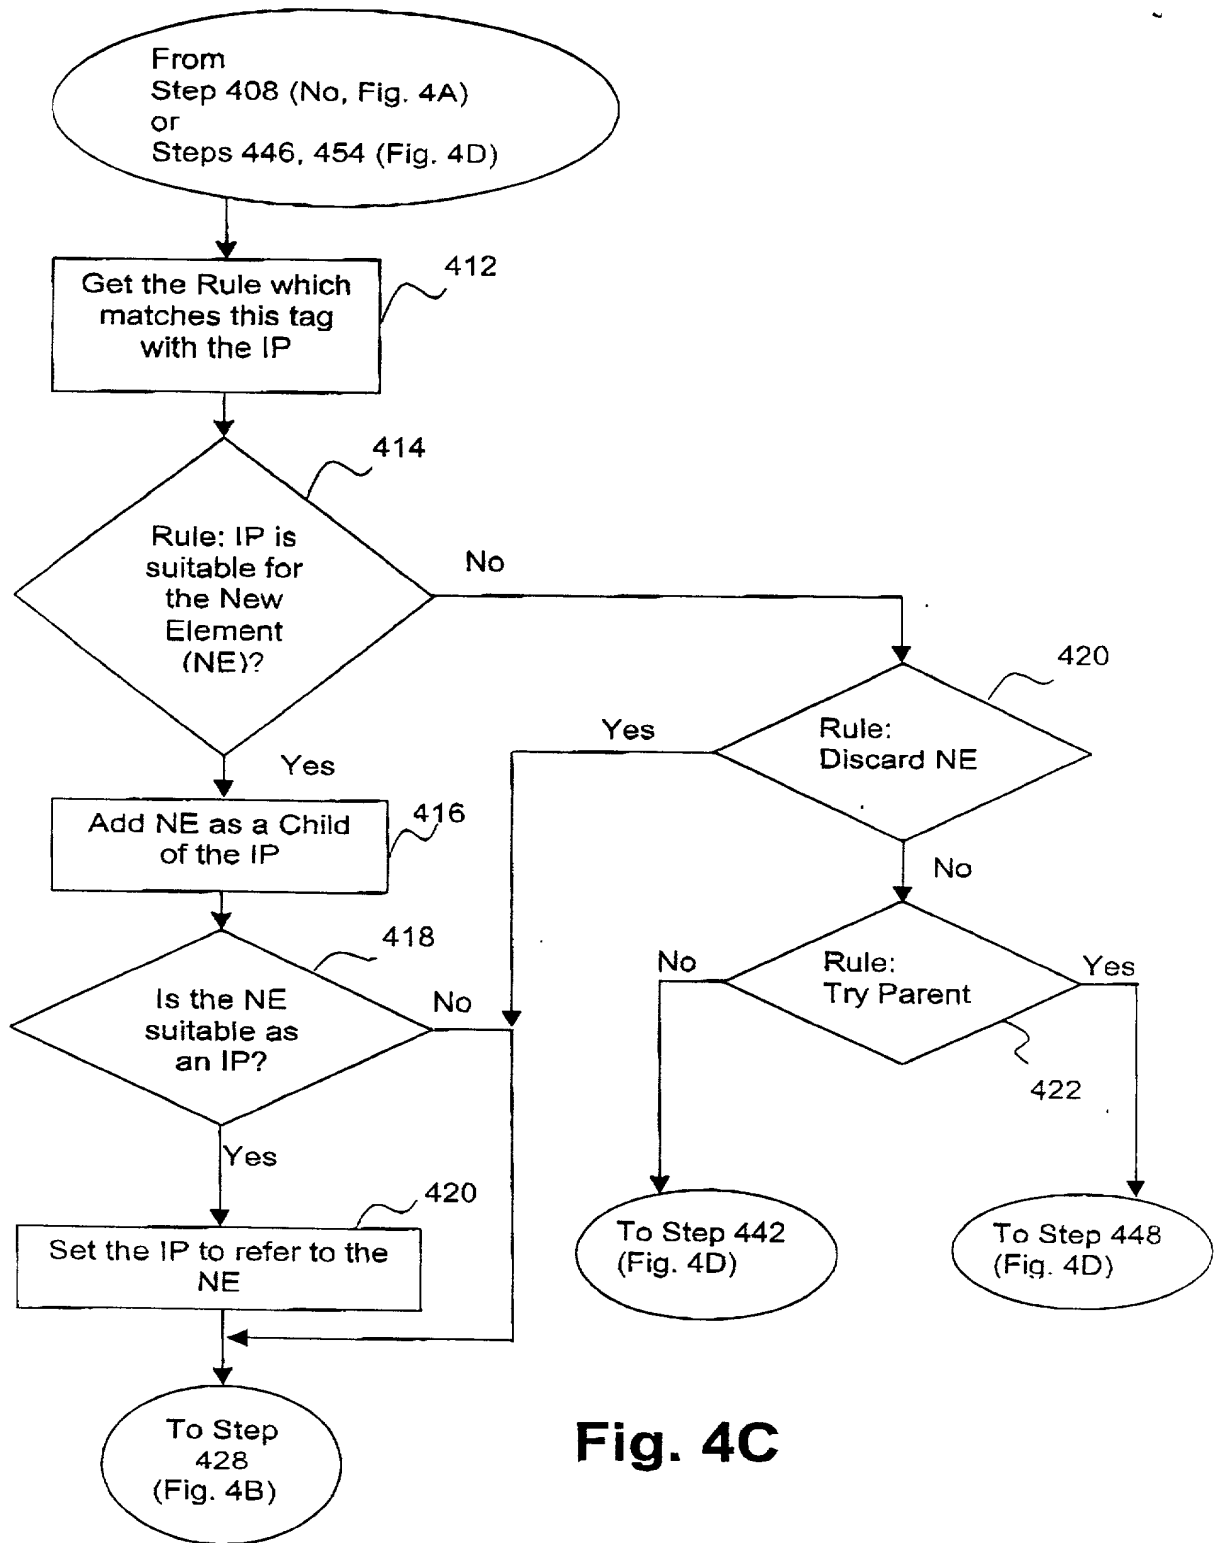 From
Step 408 (No, Fig. 4A)
or
Steps 446, 454 (Fig. 4D)
412
Get the Rule which
matches this tag
with the IP
414
Rule: IP is
suitable for
the New
Element
(NE)?
No
Yes
420
Rule:
Discard NE
Yes
No
416
Add NE as a Child
of the IP
418
Is the NE
suitable as
an IP?
No
Yes
Rule:
Try Parent
No
Yes
422
420
Set the IP to refer to the
NE
To Step 442
(Fig. 4D)
To Step 448
(Fig. 4D)
To Step
428
(Fig. 4B)
Fig. 4C